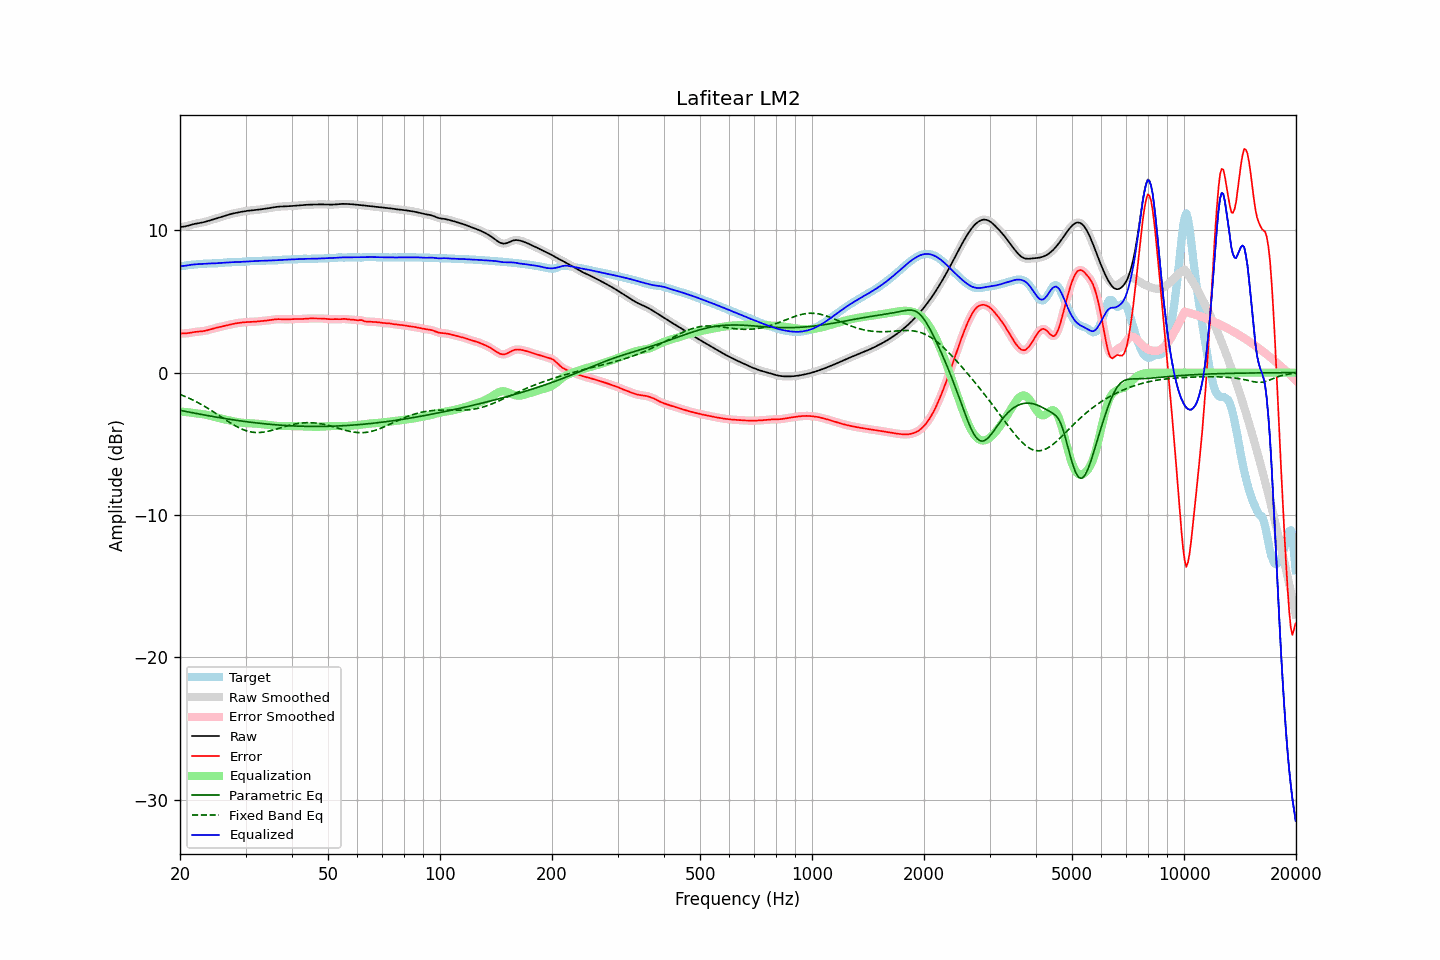 Lafitear LM2
Amplitude (dBr)
10
0
−10
−20
−30
Target
Raw Smoothed
Error Smoothed
Raw
Error
Equalization
Parametric Eq
Fixed Band Eq
Equalized
20 50 100 200 500 1000 2000 5000 10000 20000
Frequency (Hz)